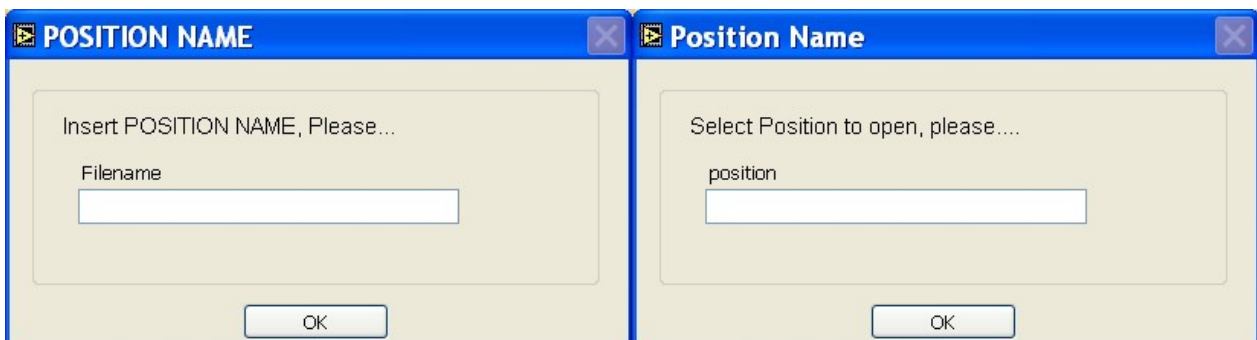 POSITION NAME
Insert POSITION NAME, Please...
Filename
OK
Position Name
Select Position to open, please....
position
OK